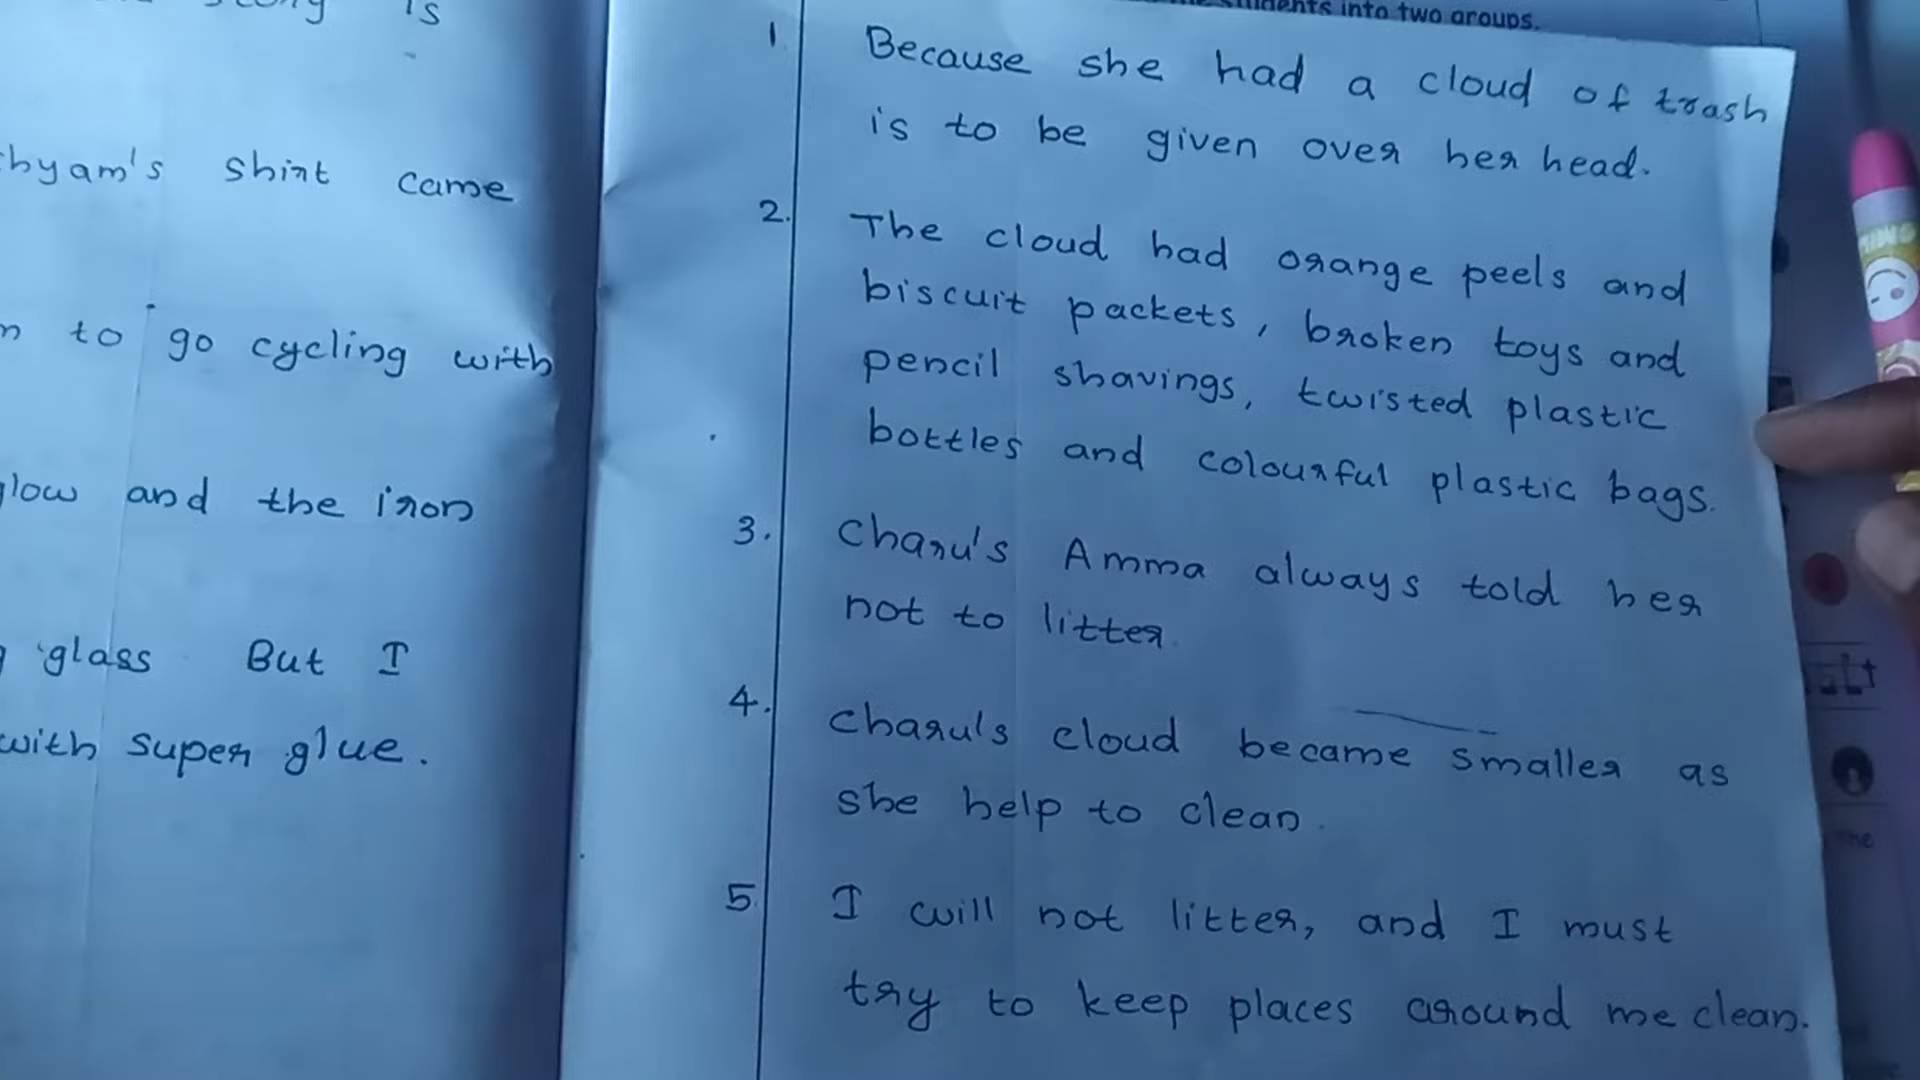 is
shirt came
to go cycling with
and the iron
glass But I
with super glue.
students into two groups.
1 Because she had a cloud of trash
is to be given over her head.
2. The cloud had orange peels and
biscuit packets, broken toys and
pencil shavings, twisted plastic
bottles and colourful plastic bags.
3. Charu's Amma always told her
not to litter.
4. Charu's cloud became smaller as
she help to clean.
5. I will not litter, and I must
try to keep places around me clean.